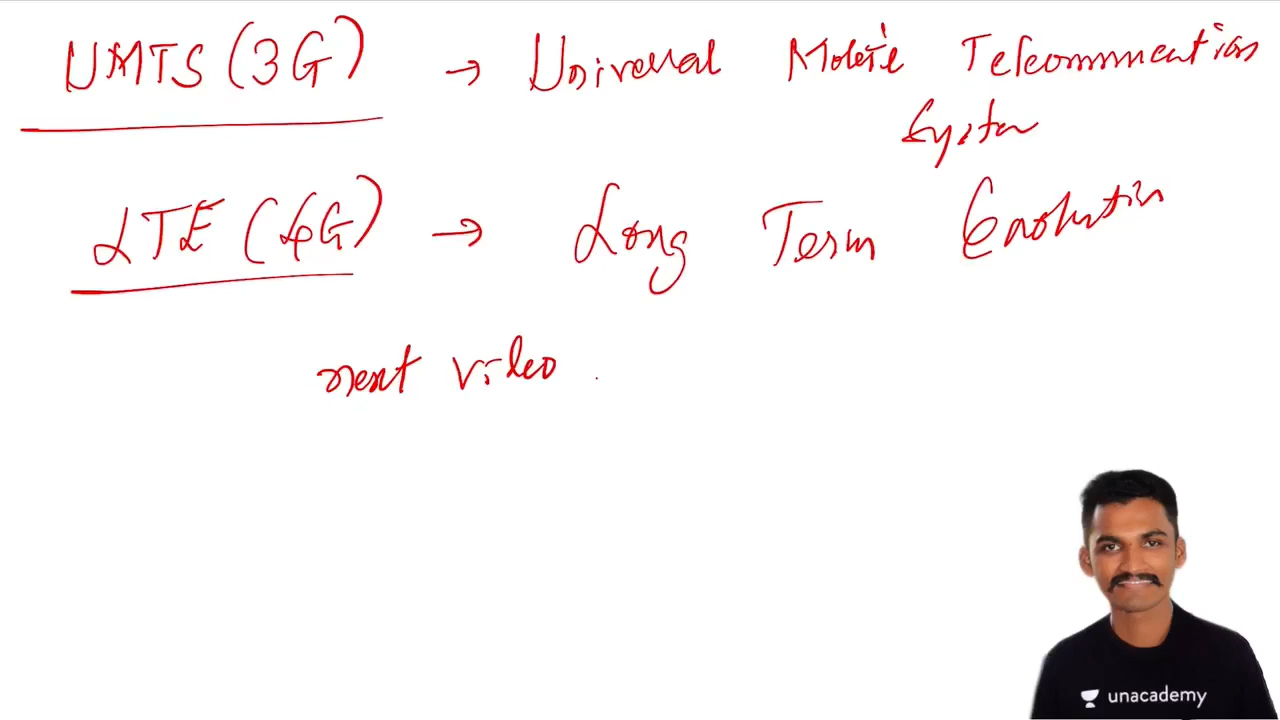 UMTS (3G) → Universal Mobile Telecommunications
System
LTE (4G) → Long Term Evolution
next video
unacademy